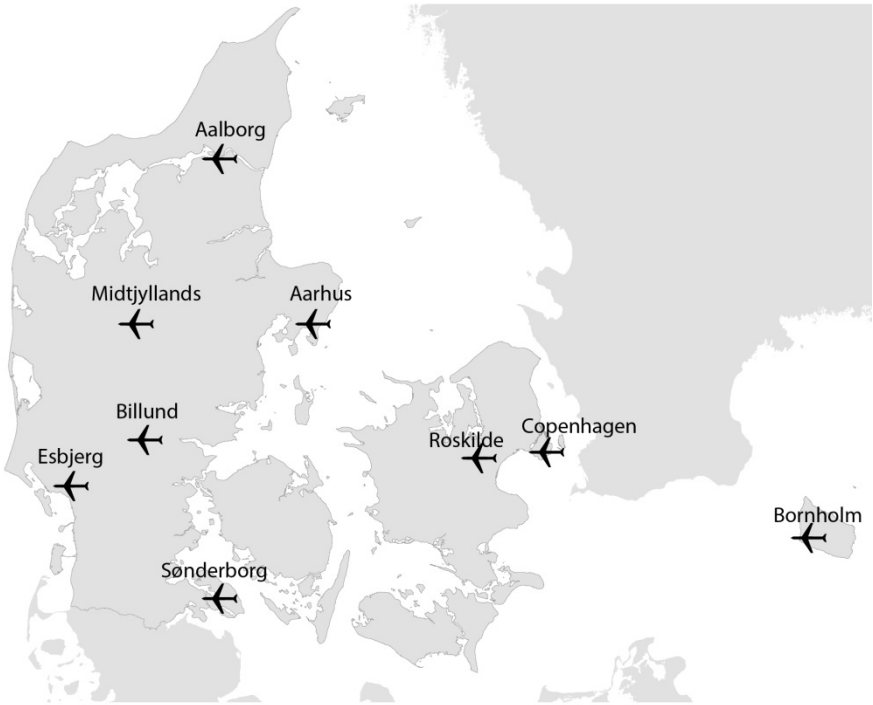 Aalborg
Midtjyllands
Aarhus
Billund
Esbjerg
Roskilde
Copenhagen
Bornholm
Sønderborg